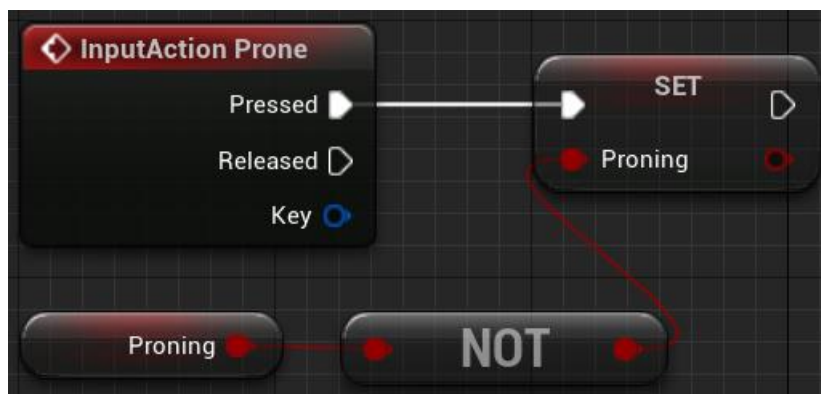 InputAction Prone
Pressed
Released
Key
SET
Proning
Proning
NOT